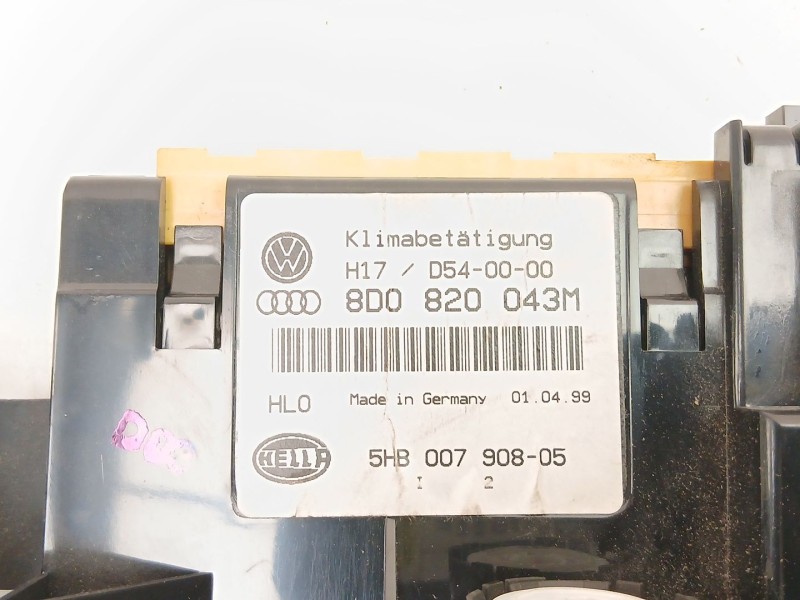 Klimabetätigung
H17 / D54-00-00
8D0 820 043M
HLO Made in Germany 01.04.99
HELLA 5HB 007 908-05
I 2